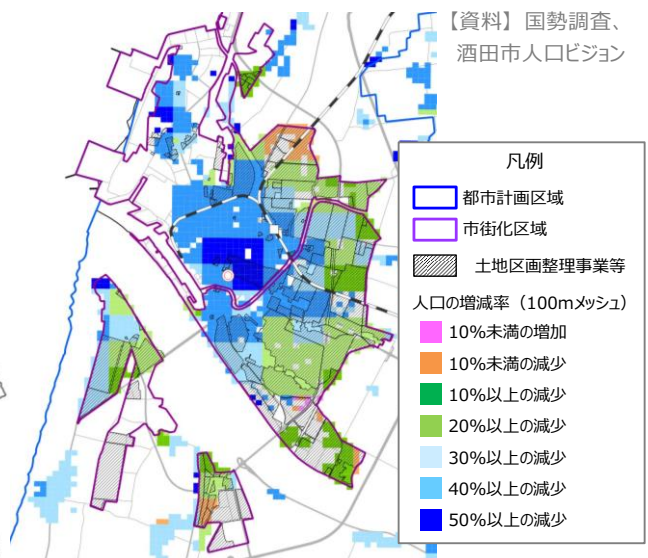 【資料】国勢調査、
酒田市人口ビジョン
凡例
都市計画区域
市街化区域
土地区画整理事業等
人口の増減率（100mメッシュ）
10％未満の増加
10％未満の減少
10％以上の減少
20％以上の減少
30％以上の減少
40％以上の減少
50％以上の減少